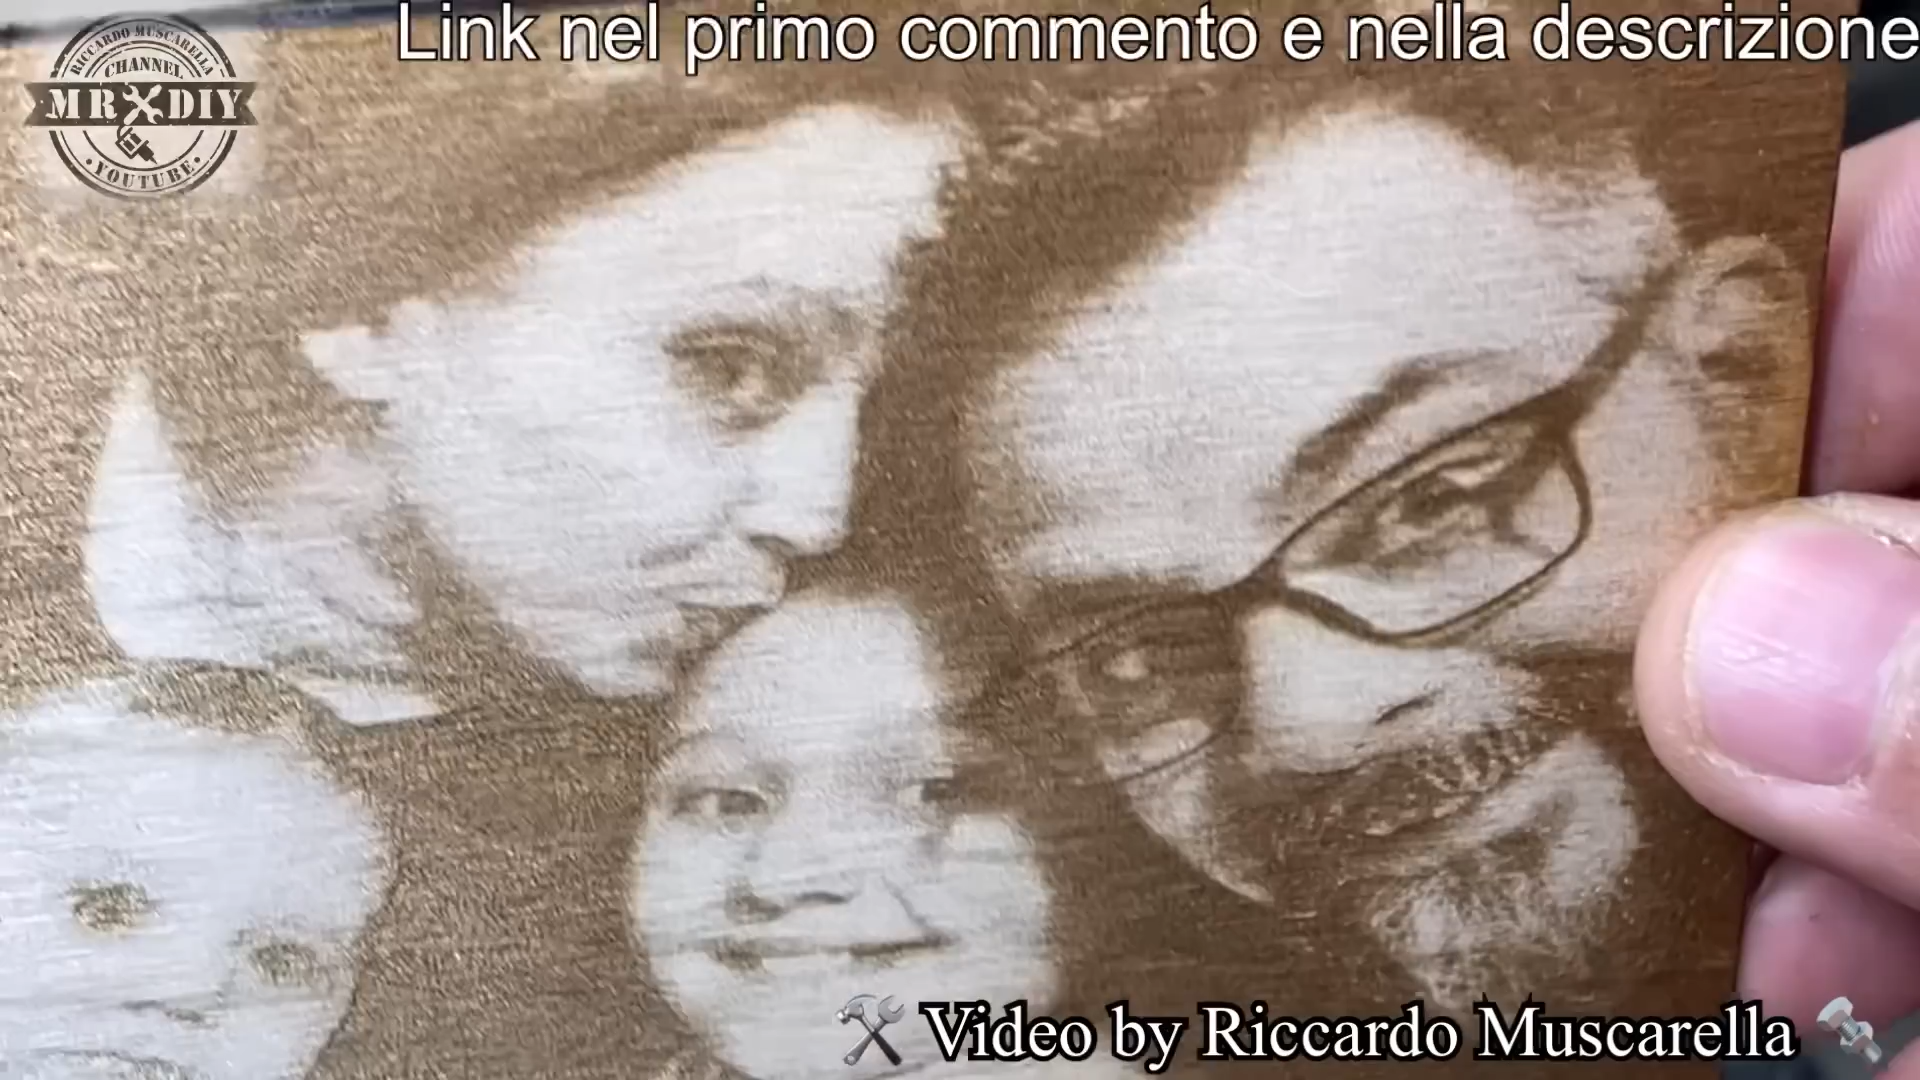 Link nel primo commento e nella descrizione
RICCARDO MUSCARELLA
CHANNEL
MR DIY
YOUTUBE
Video by Riccardo Muscarella